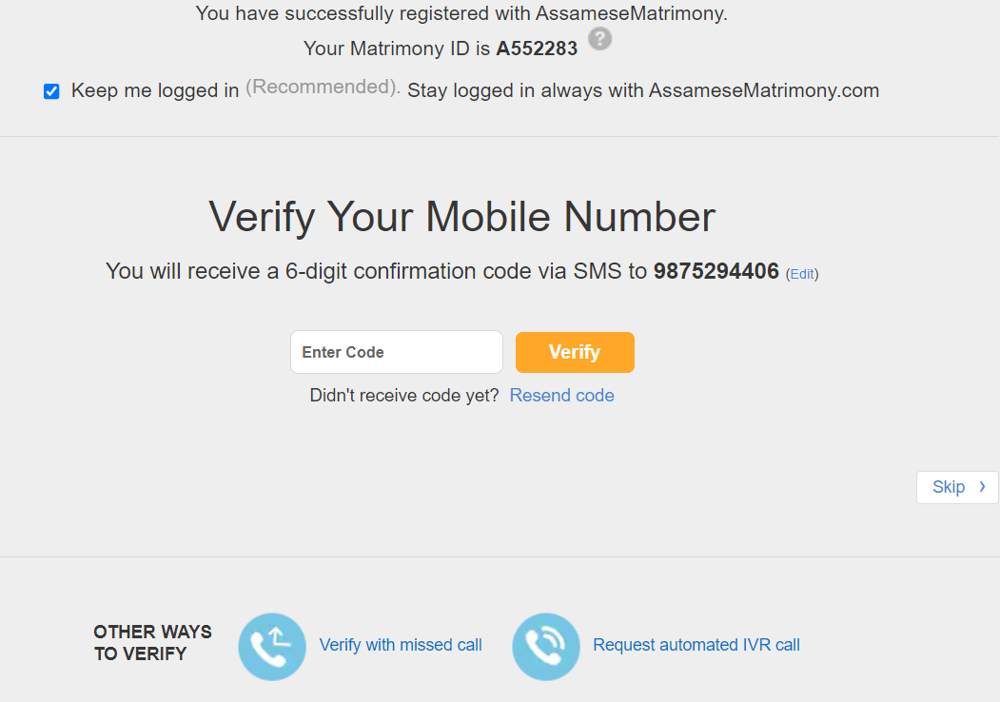 You have successfully registered with AssameseMatrimony.
Your Matrimony ID is A552283 ?
Keep me logged in (Recommended). Stay logged in always with AssameseMatrimony.com
Verify Your Mobile Number
You will receive a 6-digit confirmation code via SMS to 9875294406 (Edit)
Enter Code Verify
Didn't receive code yet? Resend code
Skip ›
OTHER WAYS
TO VERIFY
Verify with missed call
Request automated IVR call